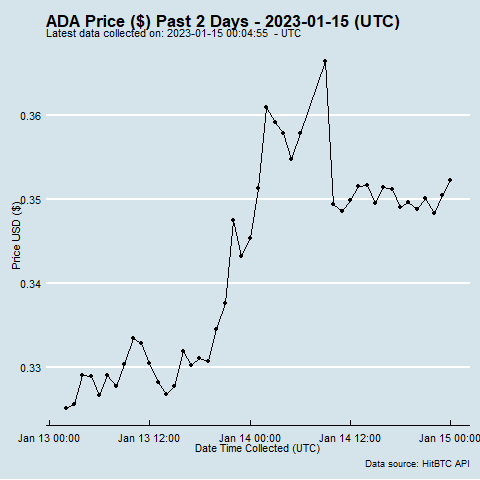 ADA Price ($) Past 2 Days - 2023-01-15 (UTC)
Latest data collected on: 2023-01-15 00:04:55  - UTC
0.36
0.35
0.34
0.33
Price USD ($)
Jan 13 00:00 Jan 13 12:00 Jan 14 00:00 Jan 14 12:00 Jan 15 00:00
Date Time Collected (UTC)
Data source: HitBTC API